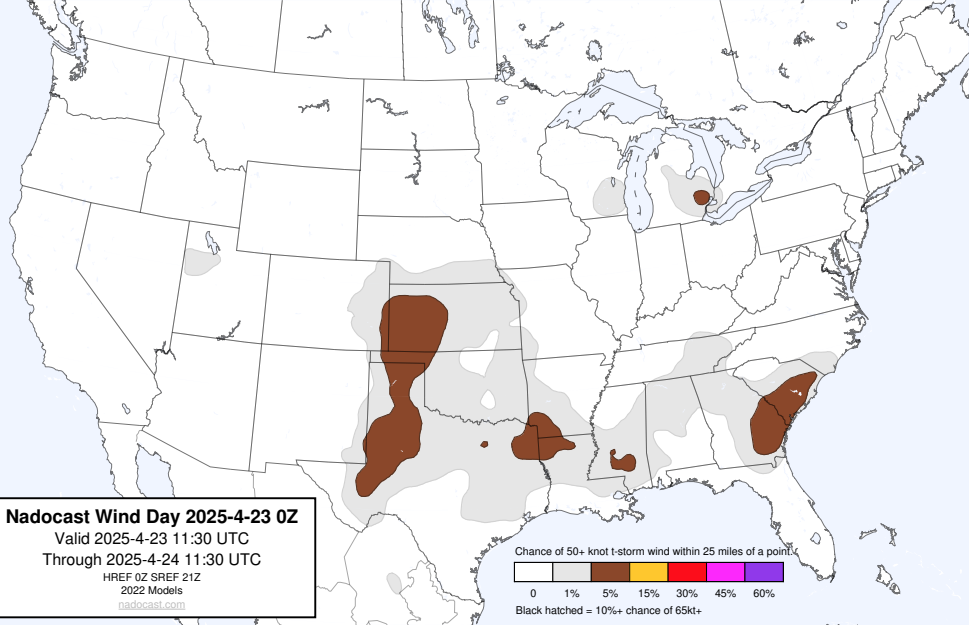 Nadocast Wind Day 2025-4-23 0Z
Valid 2025-4-23 11:30 UTC
Through 2025-4-24 11:30 UTC
HREF 0Z SREF 21Z
2022 Models
nadocast.com
Chance of 50+ knot t-storm wind within 25 miles of a point.
0 1% 5% 15% 30% 45% 60%
Black hatched = 10%+ chance of 65kt+